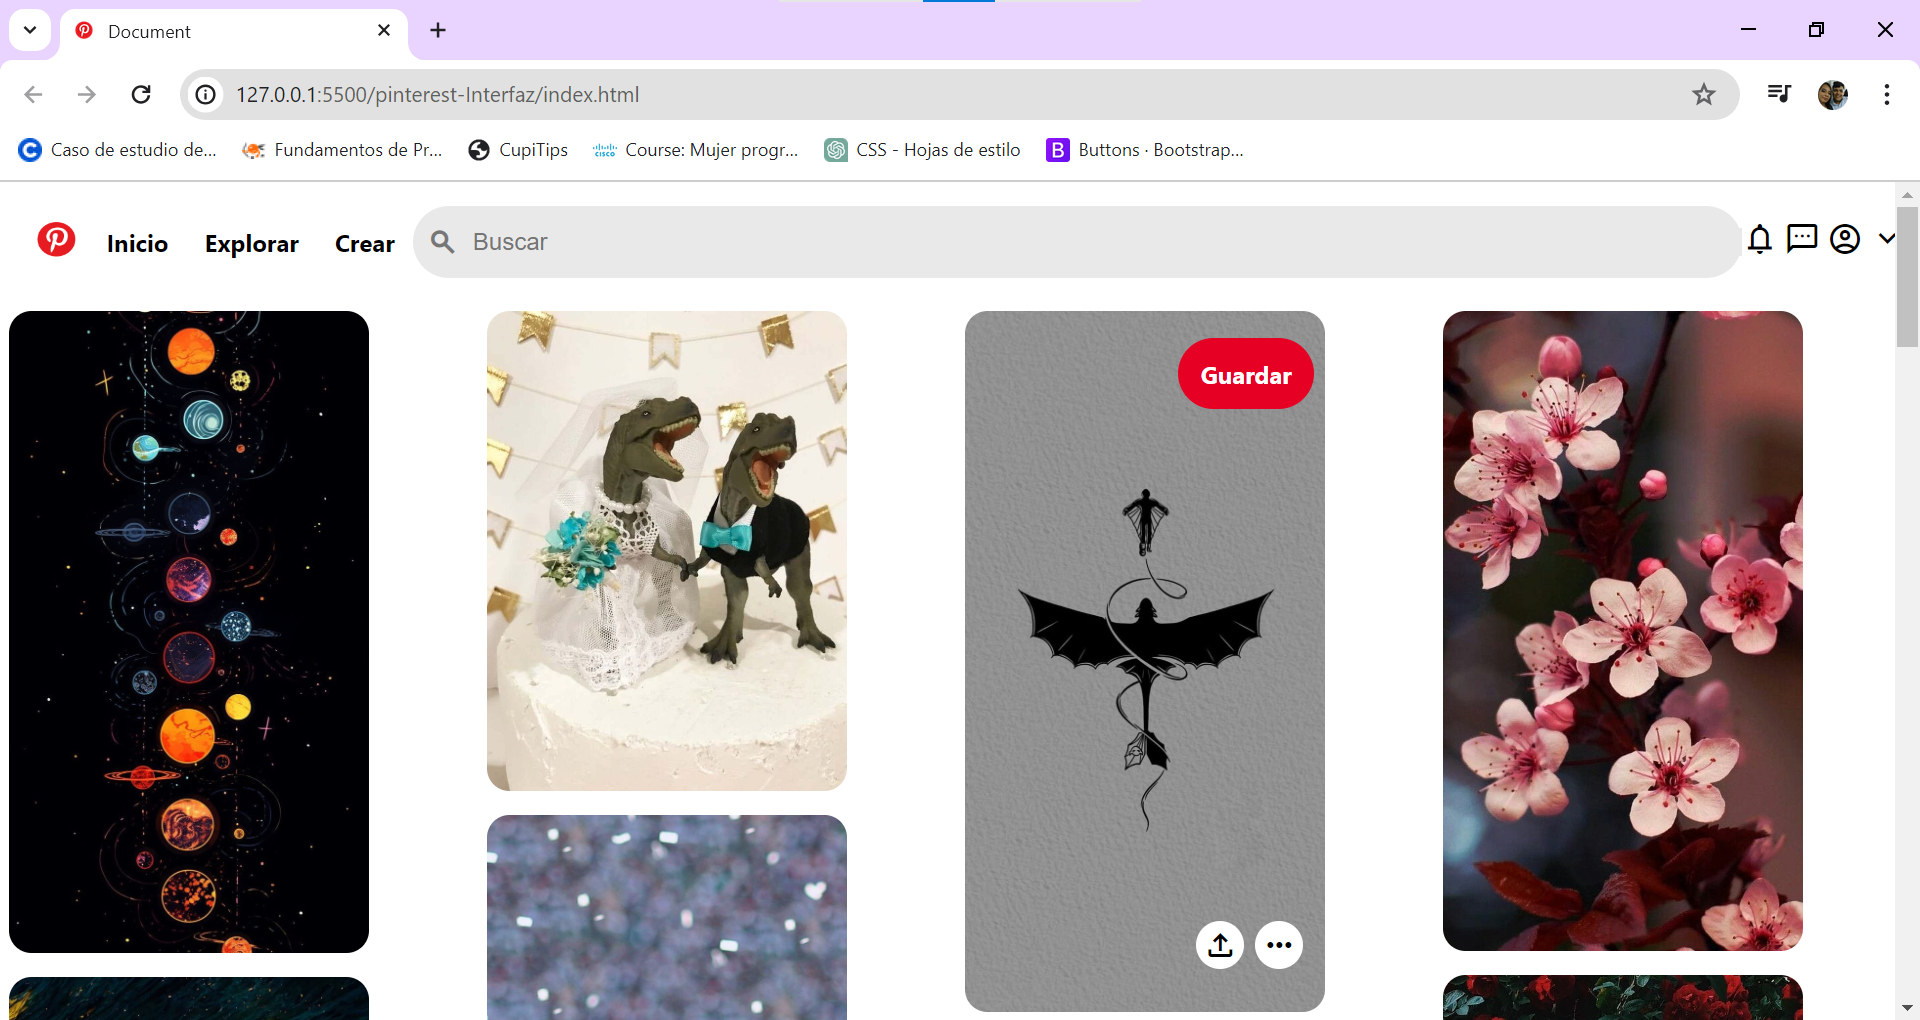 Document
127.0.0.1:5500/pinterest-Interfaz/index.html
Caso de estudio de... Fundamentos de Pr... CupiTips Course: Mujer progr... CSS - Hojas de estilo Buttons · Bootstrap...
Inicio Explorar Crear Buscar
Guardar